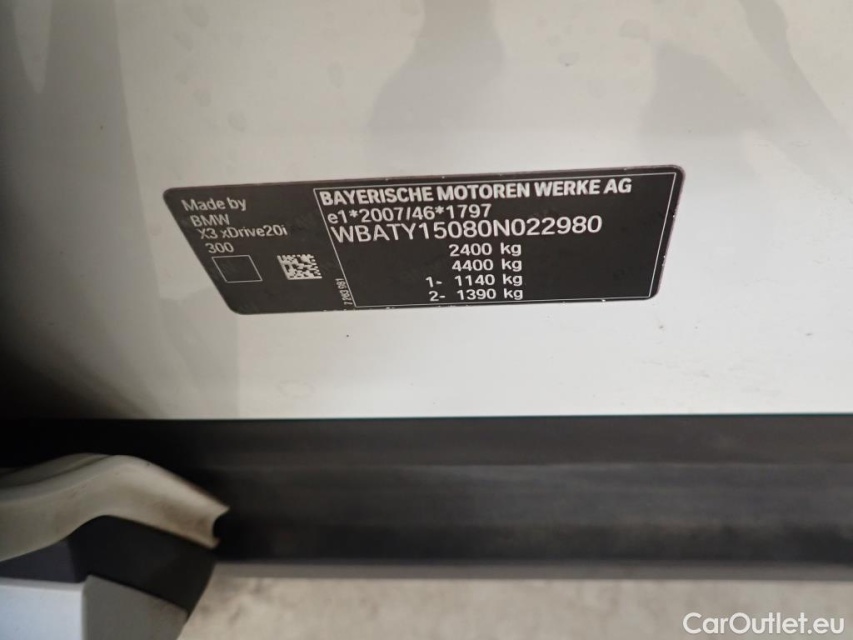 Made by
BMW
X3 xDrive20i
300
BAYERISCHE MOTOREN WERKE AG
e1*2007/46*1797
WBATY15080N022980
2400 kg
4400 kg
1- 1140 kg
2- 1390 kg
CarOutlet.eu